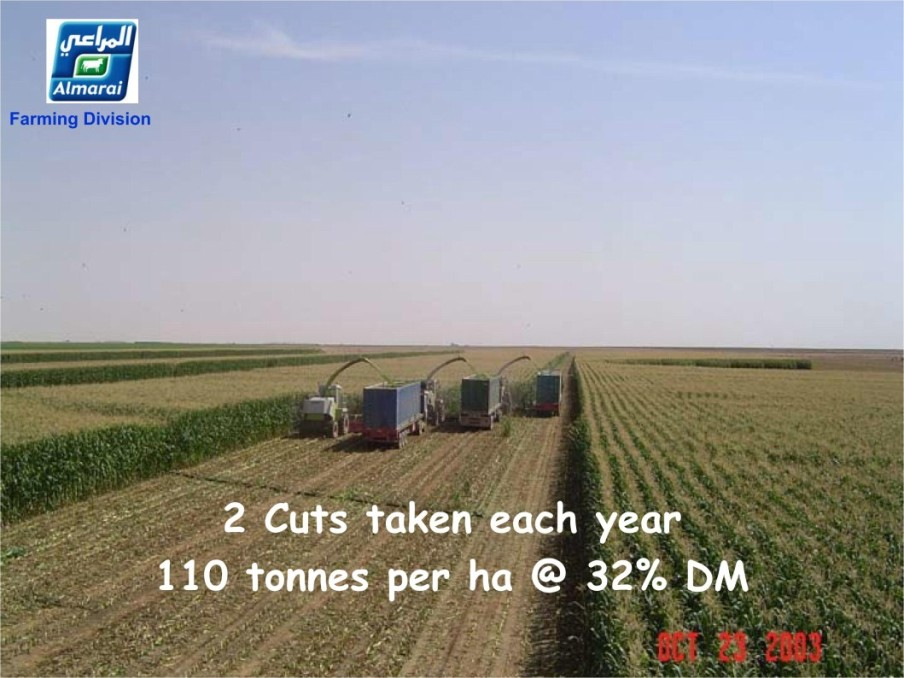 المراعي
Almarai
Farming Division
2 Cuts taken each year
110 tonnes per ha @ 32% DM
OCT 23 2003